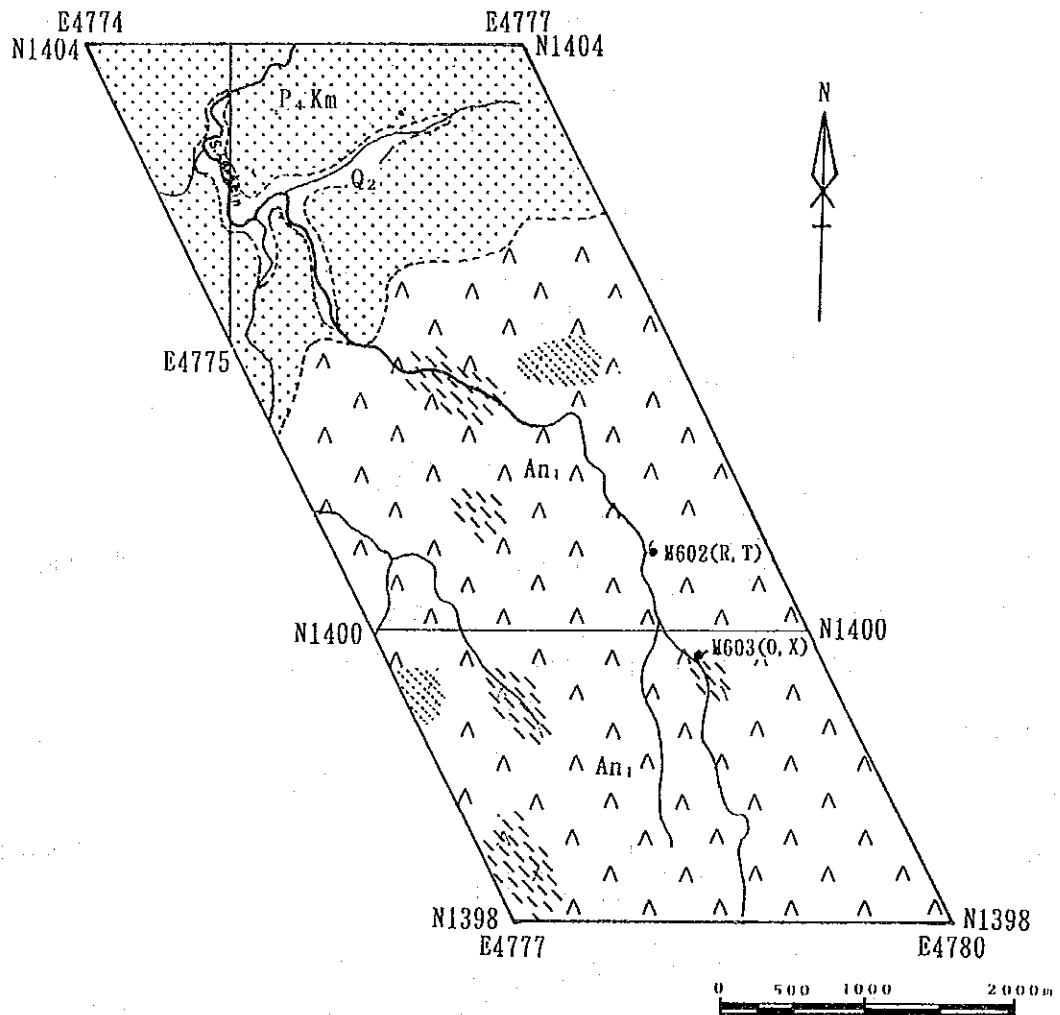 E4774 E4777
N1404 N1404
N
P₄Km
Q₂
E4775
An₁
M602(R,T)
N1400 N1400
M603(O,X)
An₁
N1398 N1398
E4777 E4780
0 500 1000 2000m